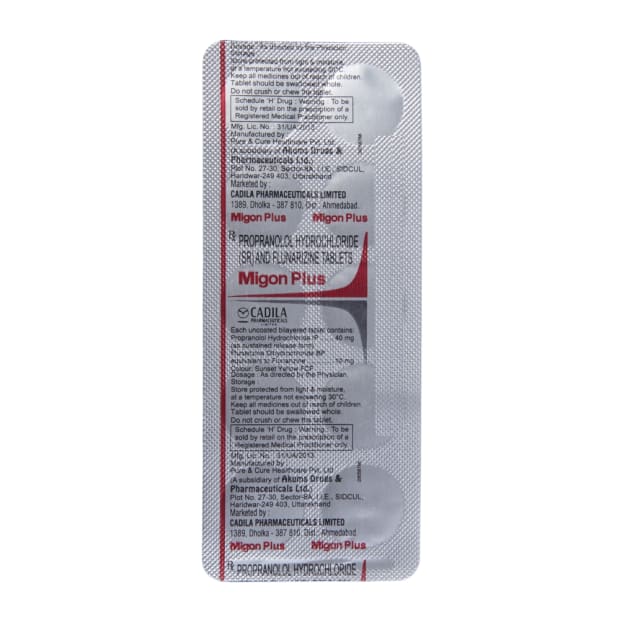 Dosage : As directed by the Physician.
Storage :
Store protected from light & moisture,
at a temperature not exceeding 30°C.
Keep all medicines out of reach of children.
Tablet should be swallowed whole.
Do not crush or chew the tablet.
Schedule 'H' Drug : Warning : To be
sold by retail on the prescription of a
Registered Medical Practitioner only.
Mfg. Lic. No. : 31/UA/2013
Manufactured by :
Pure & Cure Healthcare Pvt. Ltd.
(A subsidiary of Akums Drugs &
Pharmaceuticals Ltd.)
Plot No. 27-30, Sector-8A, I.I.E., SIDCUL,
Haridwar-249 403, Uttarakhand
Marketed by :
CADILA PHARMACEUTICALS LIMITED
1389, Dholka - 387 810, Dist.: Ahmedabad.
Migon Plus Migon Plus
Rx PROPRANOLOL HYDROCHLORIDE
(SR) AND FLUNARIZINE TABLETS
Migon Plus
CADILA
PHARMACEUTICALS
LIMITED
Each uncoated bilayered tablet contains:
Propranolol Hydrochloride IP 40 mg
(as sustained release form)
Flunarizine Dihydrochloride BP
equivalent to Flunarizine 10 mg
Colour: Sunset Yellow FCF
Dosage : As directed by the Physician.
Storage :
Store protected from light & moisture,
at a temperature not exceeding 30°C.
Keep all medicines out of reach of children.
Tablet should be swallowed whole.
Do not crush or chew the tablet.
Schedule 'H' Drug : Warning : To be
sold by retail on the prescription of a
Registered Medical Practitioner only.
Mfg. Lic. No. : 31/UA/2013
Manufactured by :
Pure & Cure Healthcare Pvt. Ltd.
(A subsidiary of Akums Drugs &
Pharmaceuticals Ltd.)
Plot No. 27-30, Sector-8A, I.I.E., SIDCUL,
Haridwar-249 403, Uttarakhand
Marketed by :
CADILA PHARMACEUTICALS LIMITED
1389, Dholka - 387 810, Dist.: Ahmedabad.
Migon Plus Migon Plus
Rx PROPRANOLOL HYDROCHLORIDE